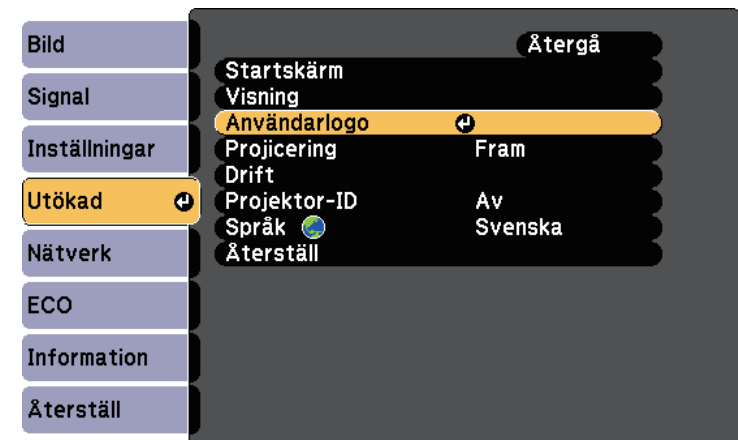 Bild
Signal
Inställningar
Utökad
Nätverk
ECO
Information
Återställ
Återgå
Startskärm
Visning
Användarlogo
Projicering Fram
Drift
Projektor-ID Av
Språk Svenska
Återställ